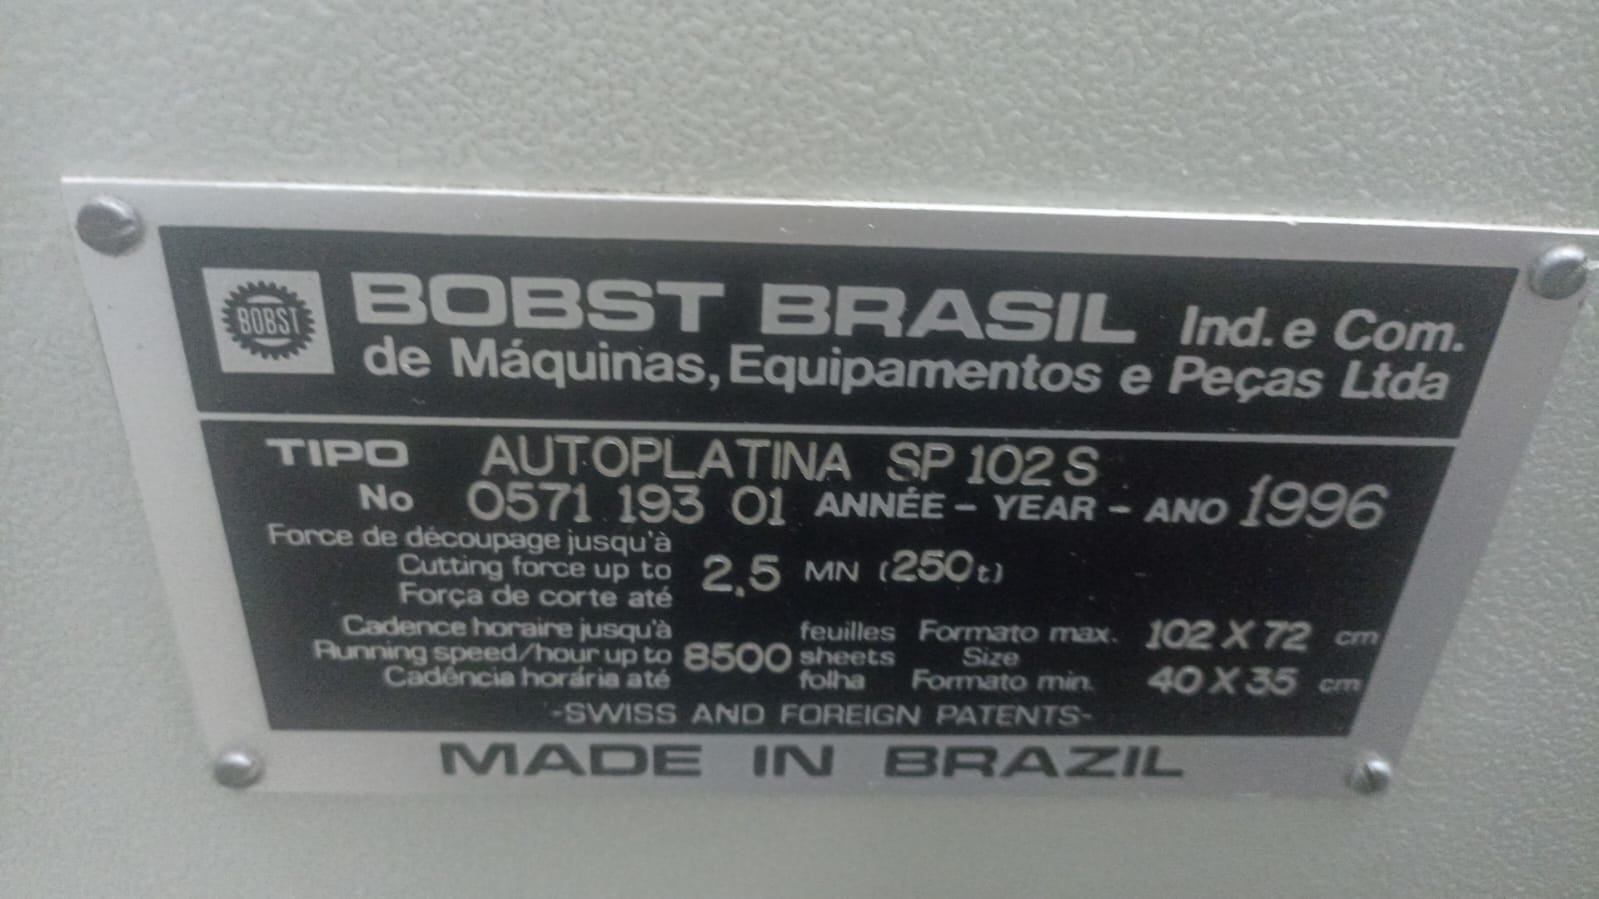 BOBST
BOBST BRASIL Ind. e Com.
de Máquinas, Equipamentos e Peças Ltda
TIPO AUTOPLATINA SP 102 S
No 0571 193 01 ANNÉE - YEAR - ANO 1996
Force de découpage jusqu'à
Cutting force up to 2,5 MN (250t)
Força de corte até
Cadence horaire jusqu'à feuilles Formato max. 102 X 72 cm
Running speed/hour up to 8500 sheets Size
Cadência horária até folha Formato min. 40 X 35 cm
-SWISS AND FOREIGN PATENTS-
MADE IN BRAZIL